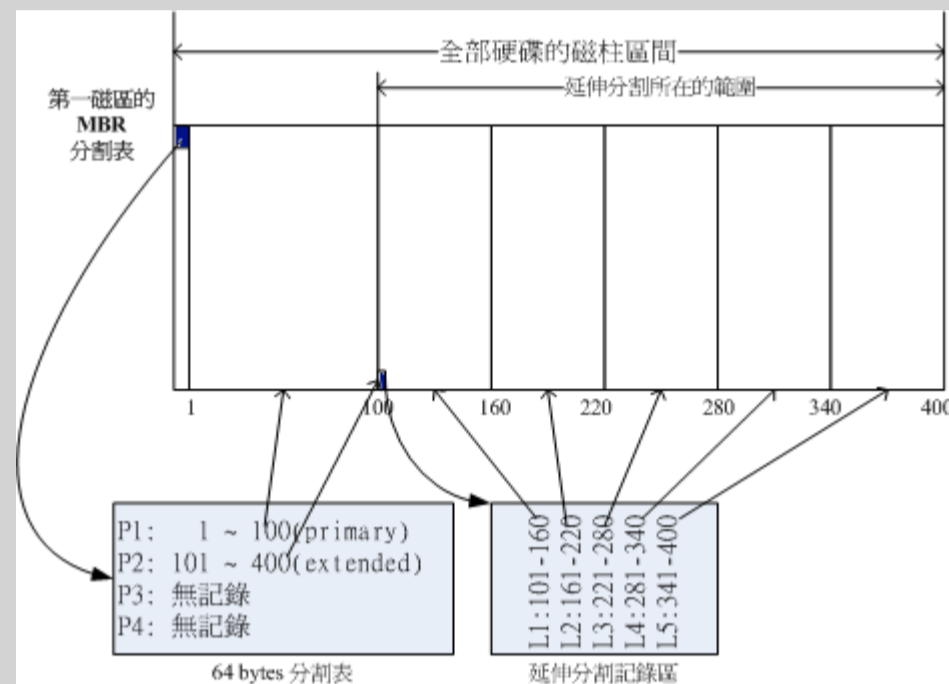 全部硬碟的磁柱區間
延伸分割所在的範圍
第一磁區的
MBR
分割表
1 100 160 220 280 340 400
P1: 1 ~ 100(primary)
P2: 101 ~ 400(extended)
P3: 無記錄
P4: 無記錄
64 bytes 分割表
L1:101-160
L2:161-220
L3:221-280
L4:281-340
L5:341-400
延伸分割記錄區